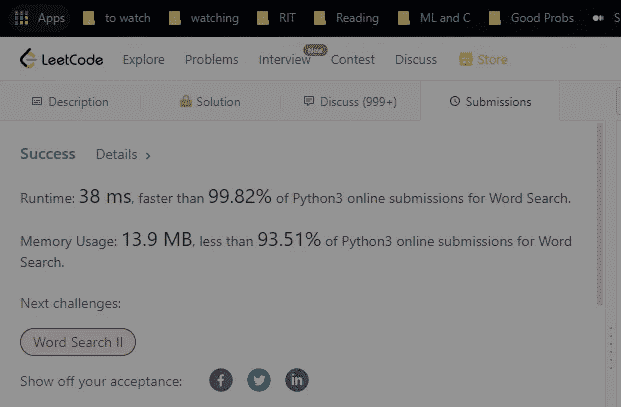 Apps to watch watching RIT Reading ML and C Good Probs S
LeetCode Explore Problems Interview New Contest Discuss Store
Description Solution Discuss (999+) Submissions
Success Details >
Runtime: 38 ms, faster than 99.82% of Python3 online submissions for Word Search.
Memory Usage: 13.9 MB, less than 93.51% of Python3 online submissions for Word
Search.
Next challenges:
Word Search II
Show off your acceptance: f in